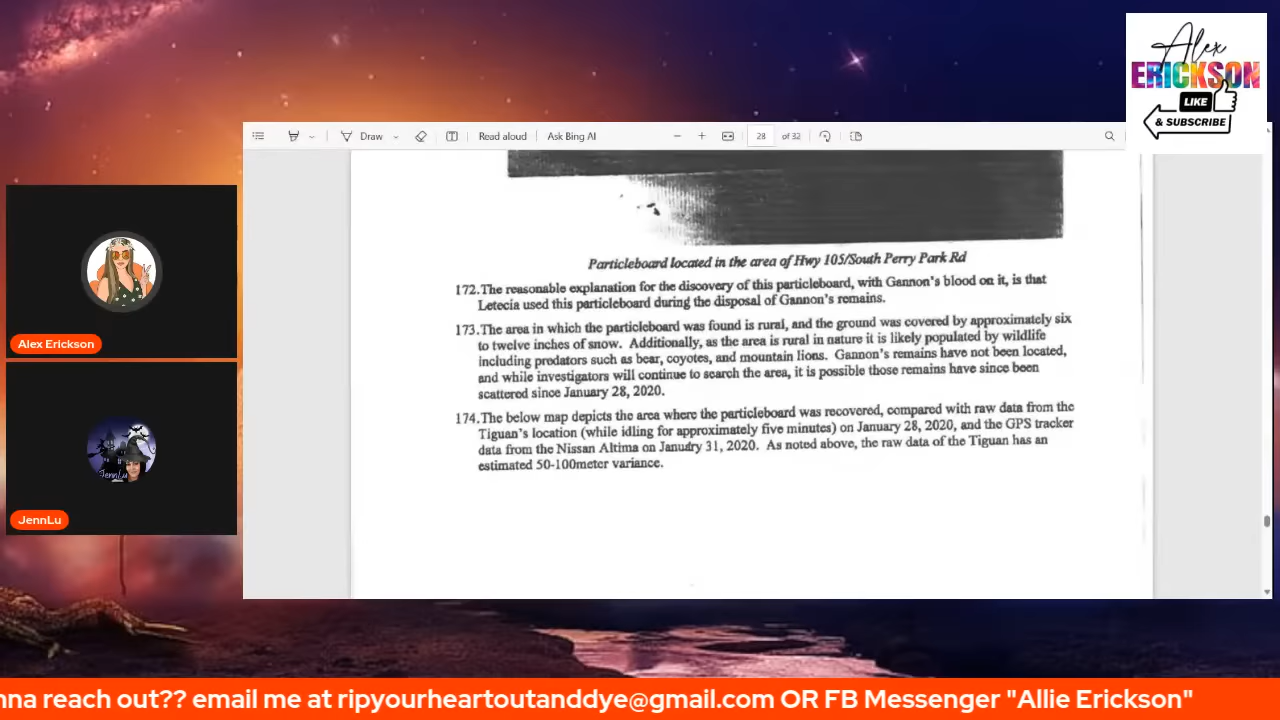 Alex
ERICKSON
LIKE
& SUBSCRIBE
Draw
Read aloud
Ask Bing AI
28
of 32
Particleboard located in the area of Hwy 105/South Perry Park Rd
172.The reasonable explanation for the discovery of this particleboard, with Gannon's blood on it, is that
Letecia used this particleboard during the disposal of Gannon's remains.
173.The area in which the particleboard was found is rural, and the ground was covered by approximately six
to twelve inches of snow. Additionally, as the area is rural in nature it is likely populated by wildlife
including predators such as bear, coyotes, and mountain lions. Gannon's remains have not been located,
and while investigators will continue to search the area, it is possible those remains have since been
scattered since January 28, 2020.
174.The below map depicts the area where the particleboard was recovered, compared with raw data from the
Tiguan's location (while idling for approximately five minutes) on January 28, 2020, and the GPS tracker
data from the Nissan Altima on January 31, 2020. As noted above, the raw data of the Tiguan has an
estimated 50-100meter variance.
Alex Erickson
JennLu
JennLu
nna reach out?? email me at ripyourheartoutanddye@gmail.com OR FB Messenger "Allie Erickson"